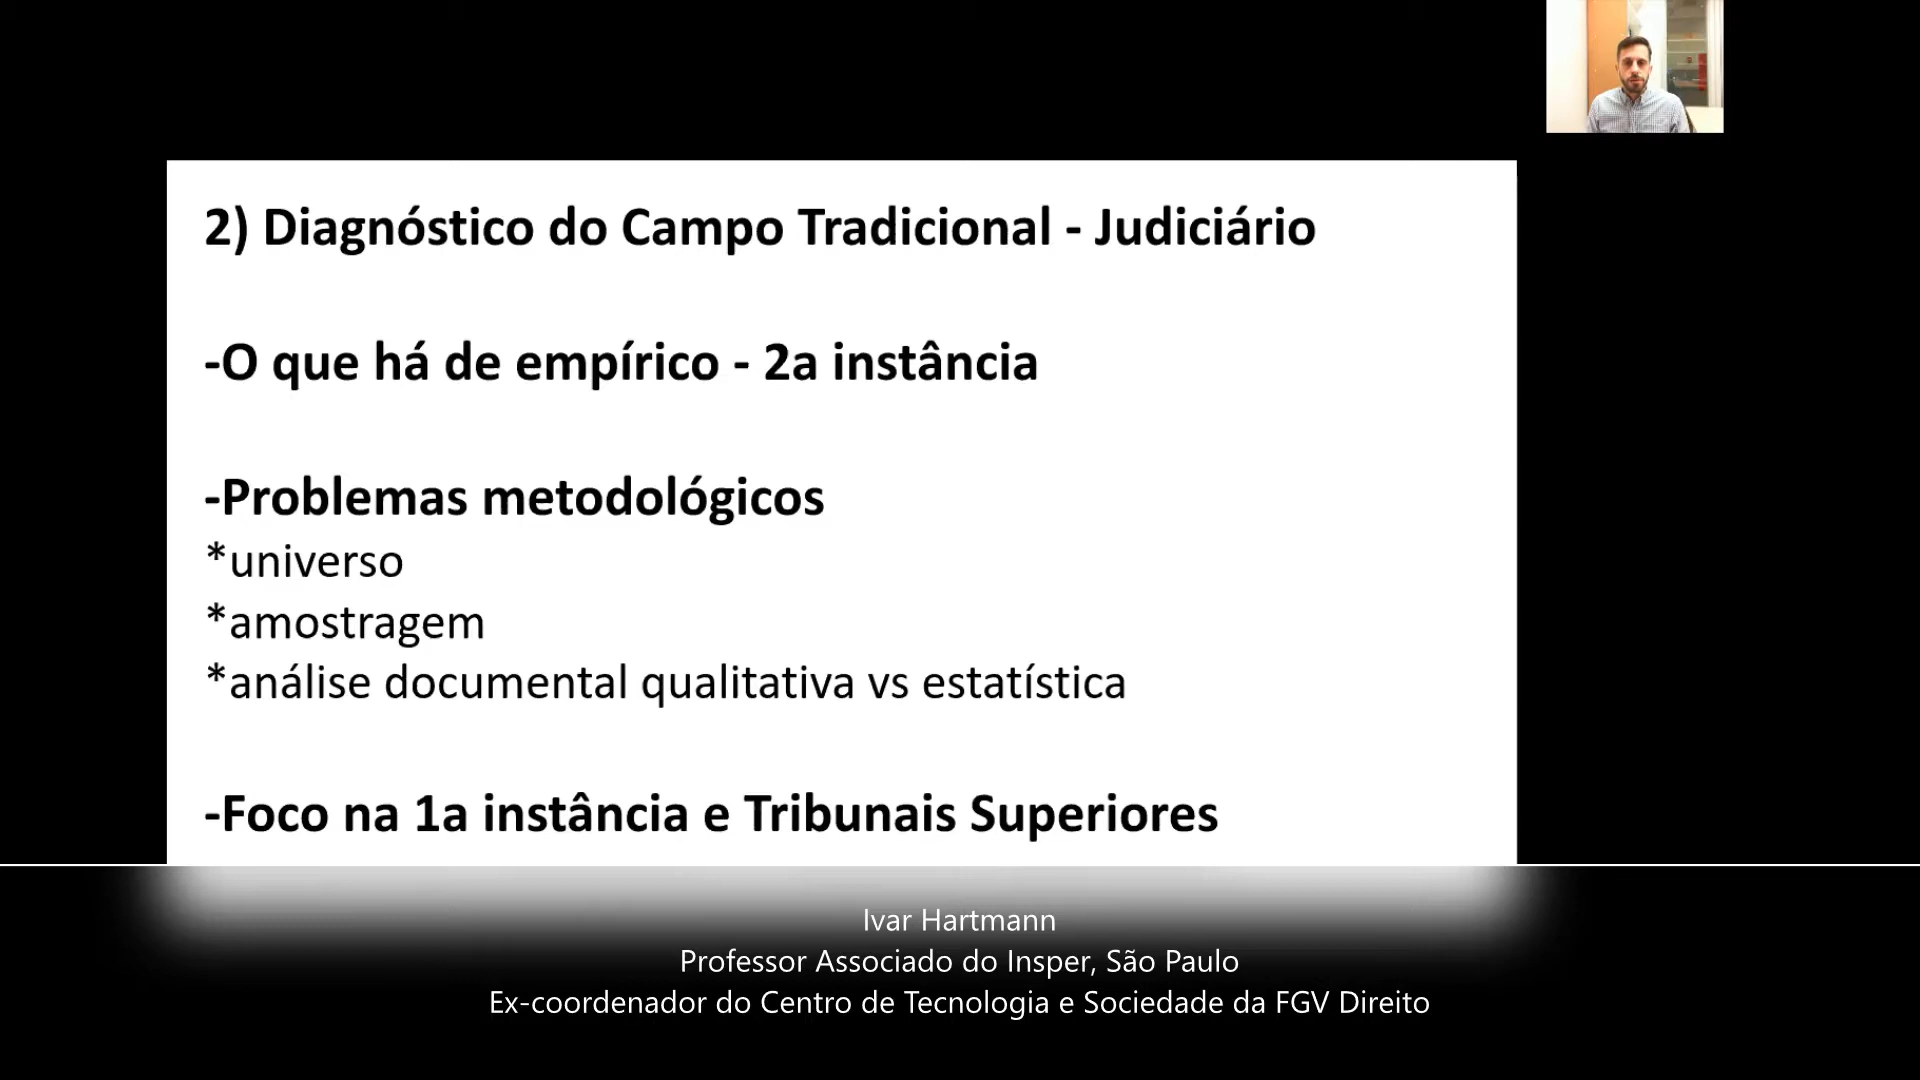 2) Diagnóstico do Campo Tradicional - Judiciário
-O que há de empírico - 2a instância
-Problemas metodológicos
*universo
*amostragem
*análise documental qualitativa vs estatística
-Foco na 1a instância e Tribunais Superiores
Ivar Hartmann
Professor Associado do Insper, São Paulo
Ex-coordenador do Centro de Tecnologia e Sociedade da FGV Direito